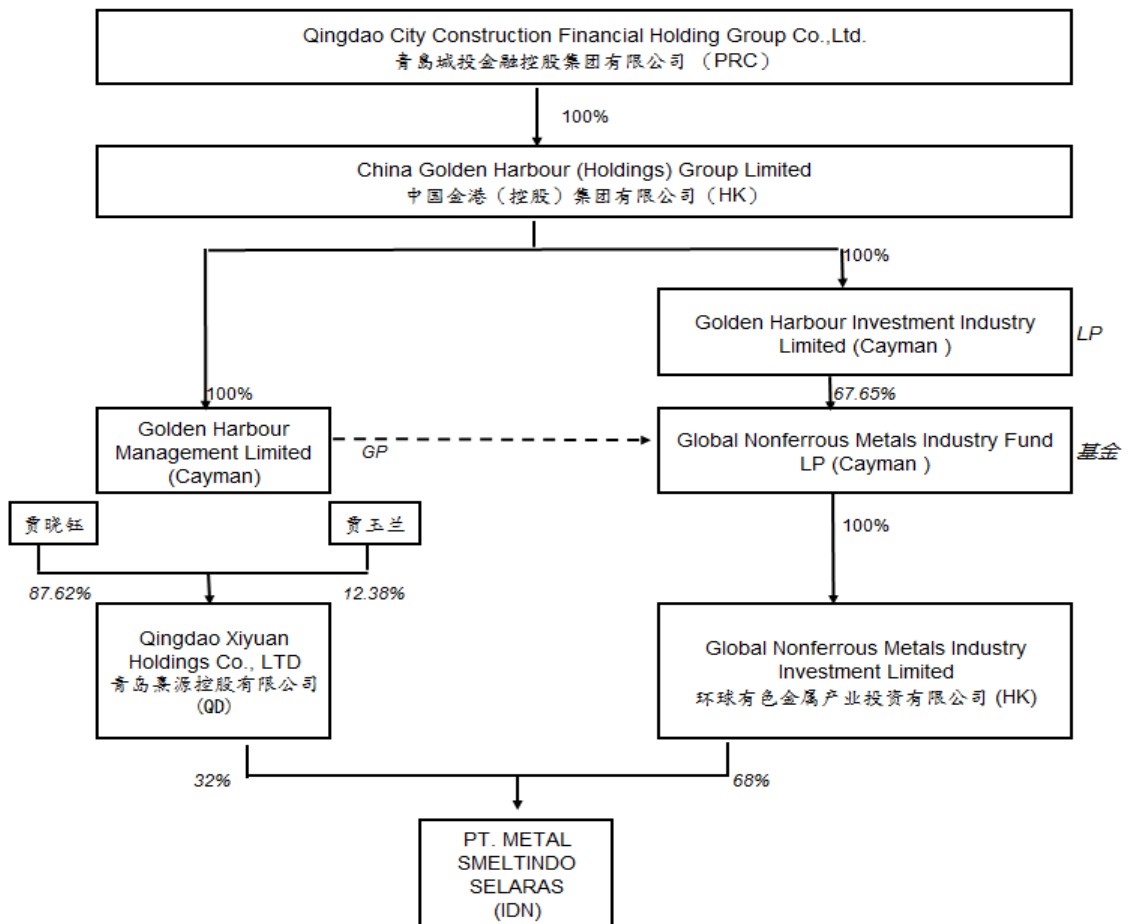 Qingdao City Construction Financial Holding Group Co.,Ltd.
青島城投金融控股集团有限公司 （PRC）
100%
China Golden Harbour (Holdings) Group Limited
中国金港（控股）集团有限公司（HK）
100%
Golden Harbour Investment Industry
Limited (Cayman )
LP
100%
67.65%
Golden Harbour
Management Limited
(Cayman)
GP
Global Nonferrous Metals Industry Fund
LP (Cayman )
基金
贾晓钰
贾玉兰
100%
87.62%
12.38%
Qingdao Xiyuan
Holdings Co., LTD
青岛熹源控股有限公司
(QD)
Global Nonferrous Metals Industry
Investment Limited
环球有色金属产业投资有限公司 (HK)
32%
68%
PT. METAL
SMELTINDO
SELARAS
(IDN)